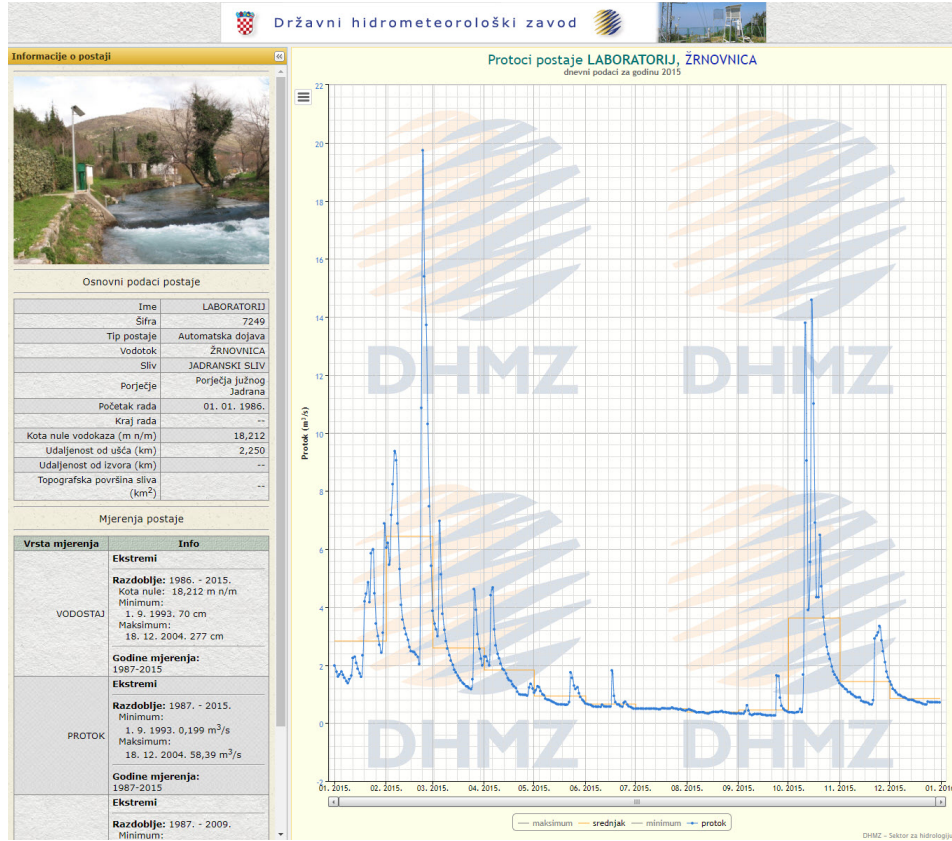 Državni hidrometeorološki zavod
Informacije o postaji
Osnovni podaci postaje
Ime LABORATORIJ
Šifra 7249
Tip postaje Automatska dojava
Vodotok ŽRNOVNICA
Sliv JADRANSKI SLIV
Porječje Porječja južnog
Jadrana
Početak rada 01. 01. 1986.
Kraj rada --
Kota nule vodokaza (m n/m) 18,212
Udaljenost od ušća (km) 2,250
Udaljenost od izvora (km) --
Topografska površina sliva
(km²) --
Mjerenja postaje
Vrsta mjerenja Info
VODOSTAJ
Ekstremi
Razdoblje: 1986. - 2015.
Kota nule: 18,212 m n/m
Minimum:
1. 9. 1993. 70 cm
Maksimum:
18. 12. 2004. 277 cm
Godine mjerenja:
1987-2015
PROTOK
Ekstremi
Razdoblje: 1987. - 2015.
Minimum:
1. 9. 1993. 0,199 m³/s
Maksimum:
18. 12. 2004. 58,39 m³/s
Godine mjerenja:
1987-2015
Ekstremi
Razdoblje: 1987. - 2009.
Minimum:
Protoci postaje LABORATORIJ, ŽRNOVNICA
dnevni podaci za godinu 2015
Protok (m³/s)
22
20
18
16
14
12
10
8
6
4
2
0
-2
DHMZ DHMZ
DHMZ DHMZ
01. 2015. 02. 2015. 03. 2015. 04. 2015. 05. 2015. 06. 2015. 07. 2015. 08. 2015. 09. 2015. 10. 2015. 11. 2015. 12. 2015. 01. 201
maksimum srednjak minimum protok
DHMZ - Sektor za hidrologiju